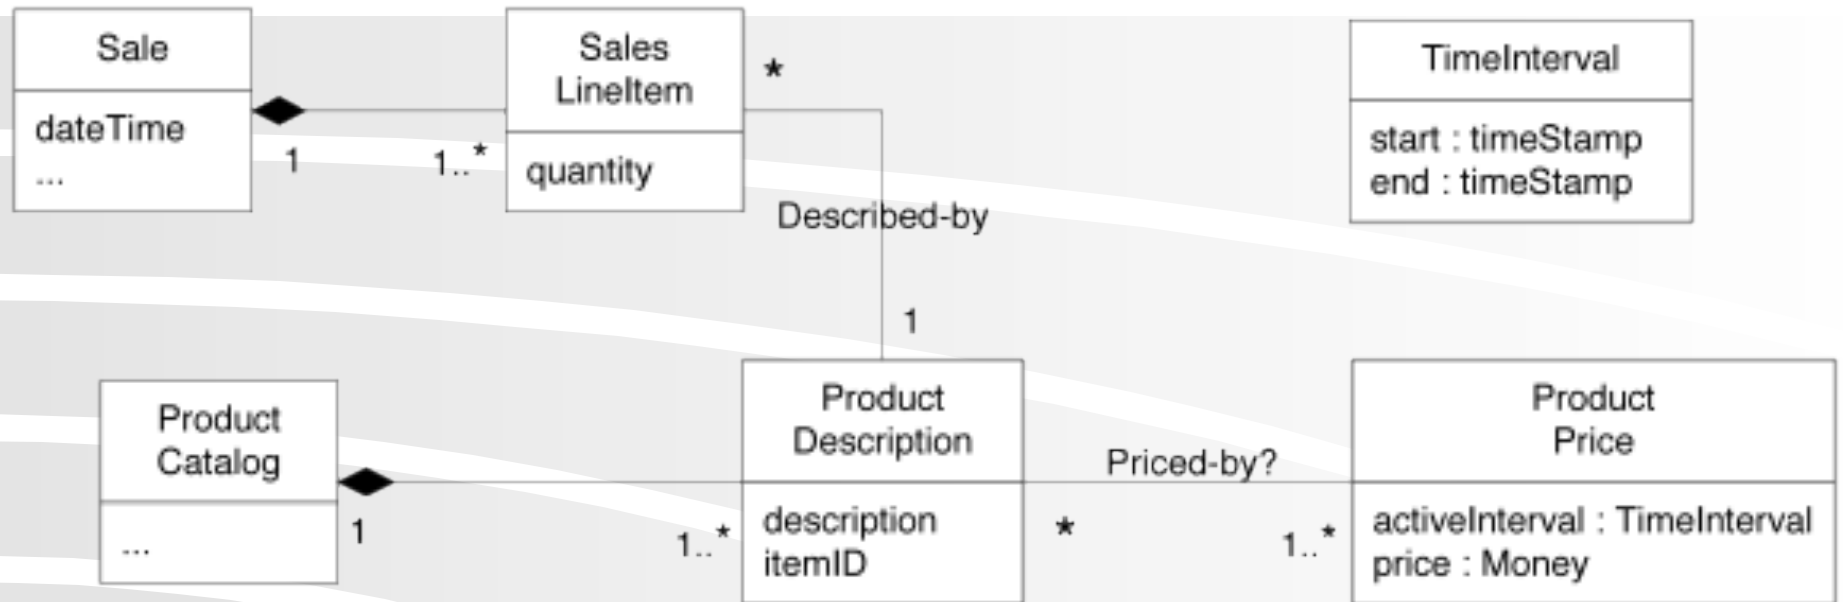 Sale
dateTime
...
1
1..*
Sales
LineItem
quantity
*
Described-by
1
TimeInterval
start : timeStamp
end : timeStamp
Product
Catalog
...
1
1..*
Product
Description
description
itemID
Priced-by?
*
1..*
Product
Price
activeInterval : TimeInterval
price : Money